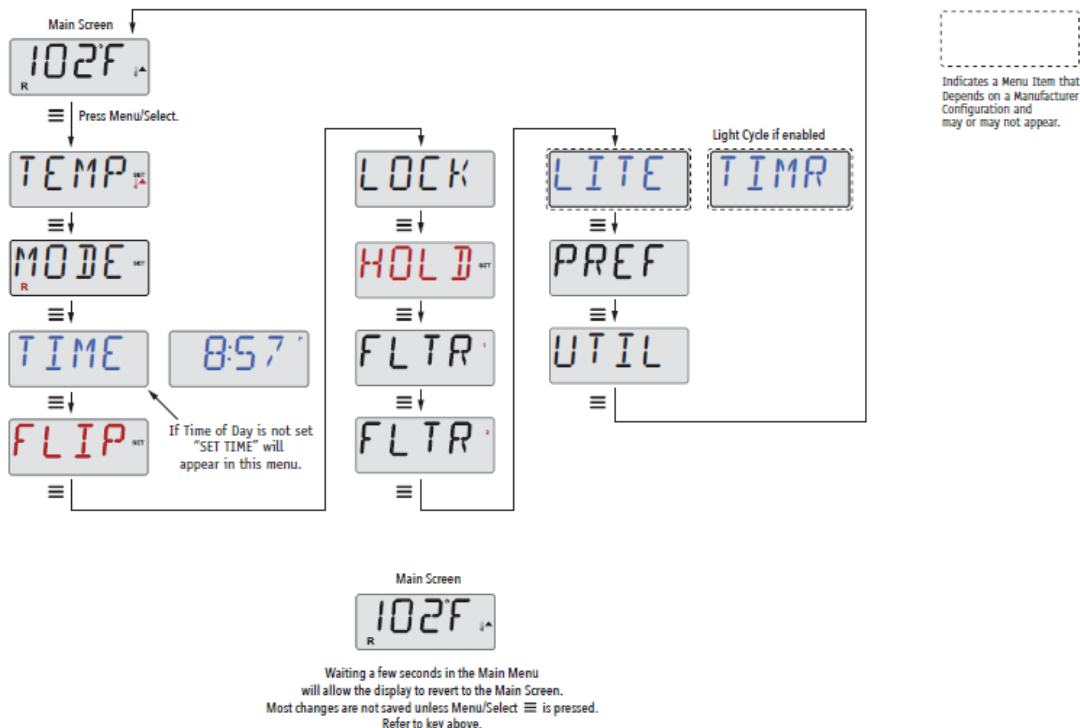 Main Screen
102°F
R
☰ Press Menu/Select.
TEMP SET
☰
MODE SET
R
☰
TIME
8:57 P
☰
If Time of Day is not set
"SET TIME" will
appear in this menu.
FLIP SET
☰
LOCK
☰
HOLD SET
☰
FLTR 1
☰
FLTR 2
☰
Light Cycle if enabled
LITE
TIMR
☰
PREF
☰
UTIL
☰
Indicates a Menu Item that
Depends on a Manufacturer
Configuration and
may or may not appear.
Main Screen
102°F
R
Waiting a few seconds in the Main Menu
will allow the display to revert to the Main Screen.
Most changes are not saved unless Menu/Select ☰ is pressed.
Refer to key above.